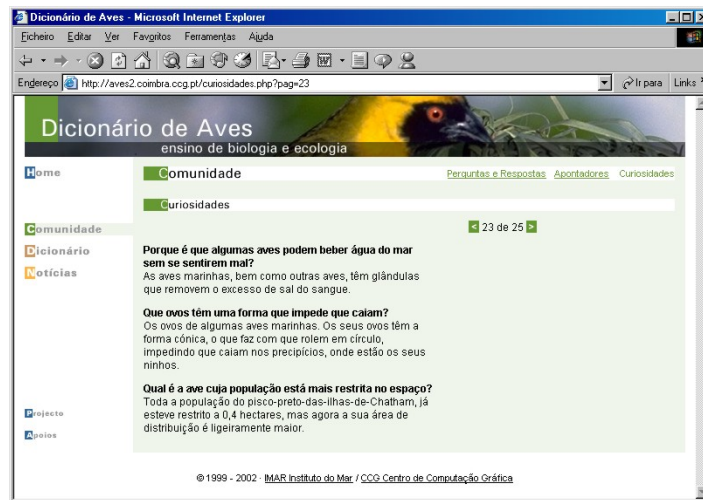 Dicionário de Aves - Microsoft Internet Explorer
Ficheiro Editar Ver Favoritos Ferramentas Ajuda
Endereço http://aves2.coimbra.ccg.pt/curiosidades.php?pag=23 Ir para Links
Dicionário de Aves
ensino de biologia e ecologia
Home
Comunidade
Perguntas e Respostas Apontadores Curiosidades
Curiosidades
Comunidade
< 23 de 25 >
Dicionário
Notícias
Porque é que algumas aves podem beber água do mar
sem se sentirem mal?
As aves marinhas, bem como outras aves, têm glândulas
que removem o excesso de sal do sangue.
Que ovos têm uma forma que impede que caiam?
Os ovos de algumas aves marinhas. Os seus ovos têm a
forma cónica, o que faz com que rolem em círculo,
impedindo que caiam nos precipícios, onde estão os seus
ninhos.
Qual é a ave cuja população está mais restrita no espaço?
Toda a população do pisco-preto-das-ilhas-de-Chatham, já
esteve restrito a 0,4 hectares, mas agora a sua área de
distribuição é ligeiramente maior.
Projecto
Apoios
© 1999 - 2002 · IMAR Instituto do Mar / CCG Centro de Computação Gráfica